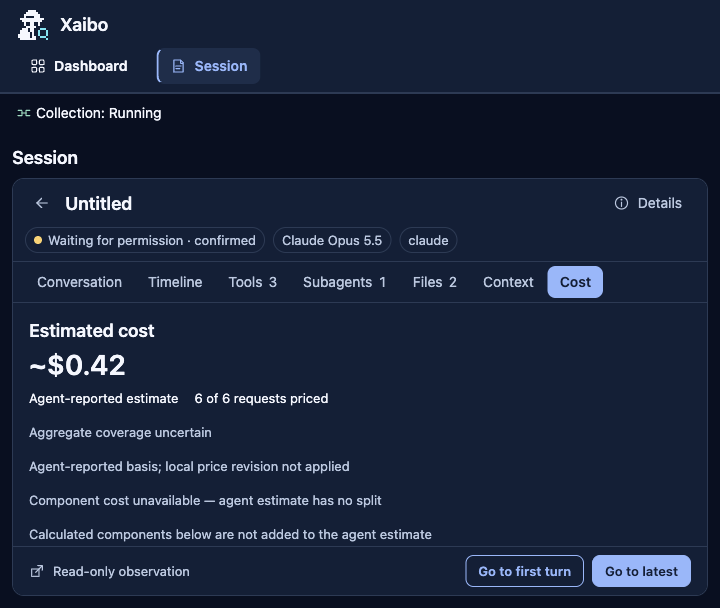 Xaibo
Dashboard Session
Collection: Running
Session
Untitled Details
Waiting for permission · confirmed Claude Opus 5.5 claude
Conversation Timeline Tools 3 Subagents 1 Files 2 Context Cost
Estimated cost
~$0.42
Agent-reported estimate 6 of 6 requests priced
Aggregate coverage uncertain
Agent-reported basis; local price revision not applied
Component cost unavailable — agent estimate has no split
Calculated components below are not added to the agent estimate
Read-only observation Go to first turn Go to latest